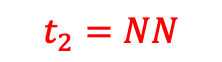 t₂ = NN